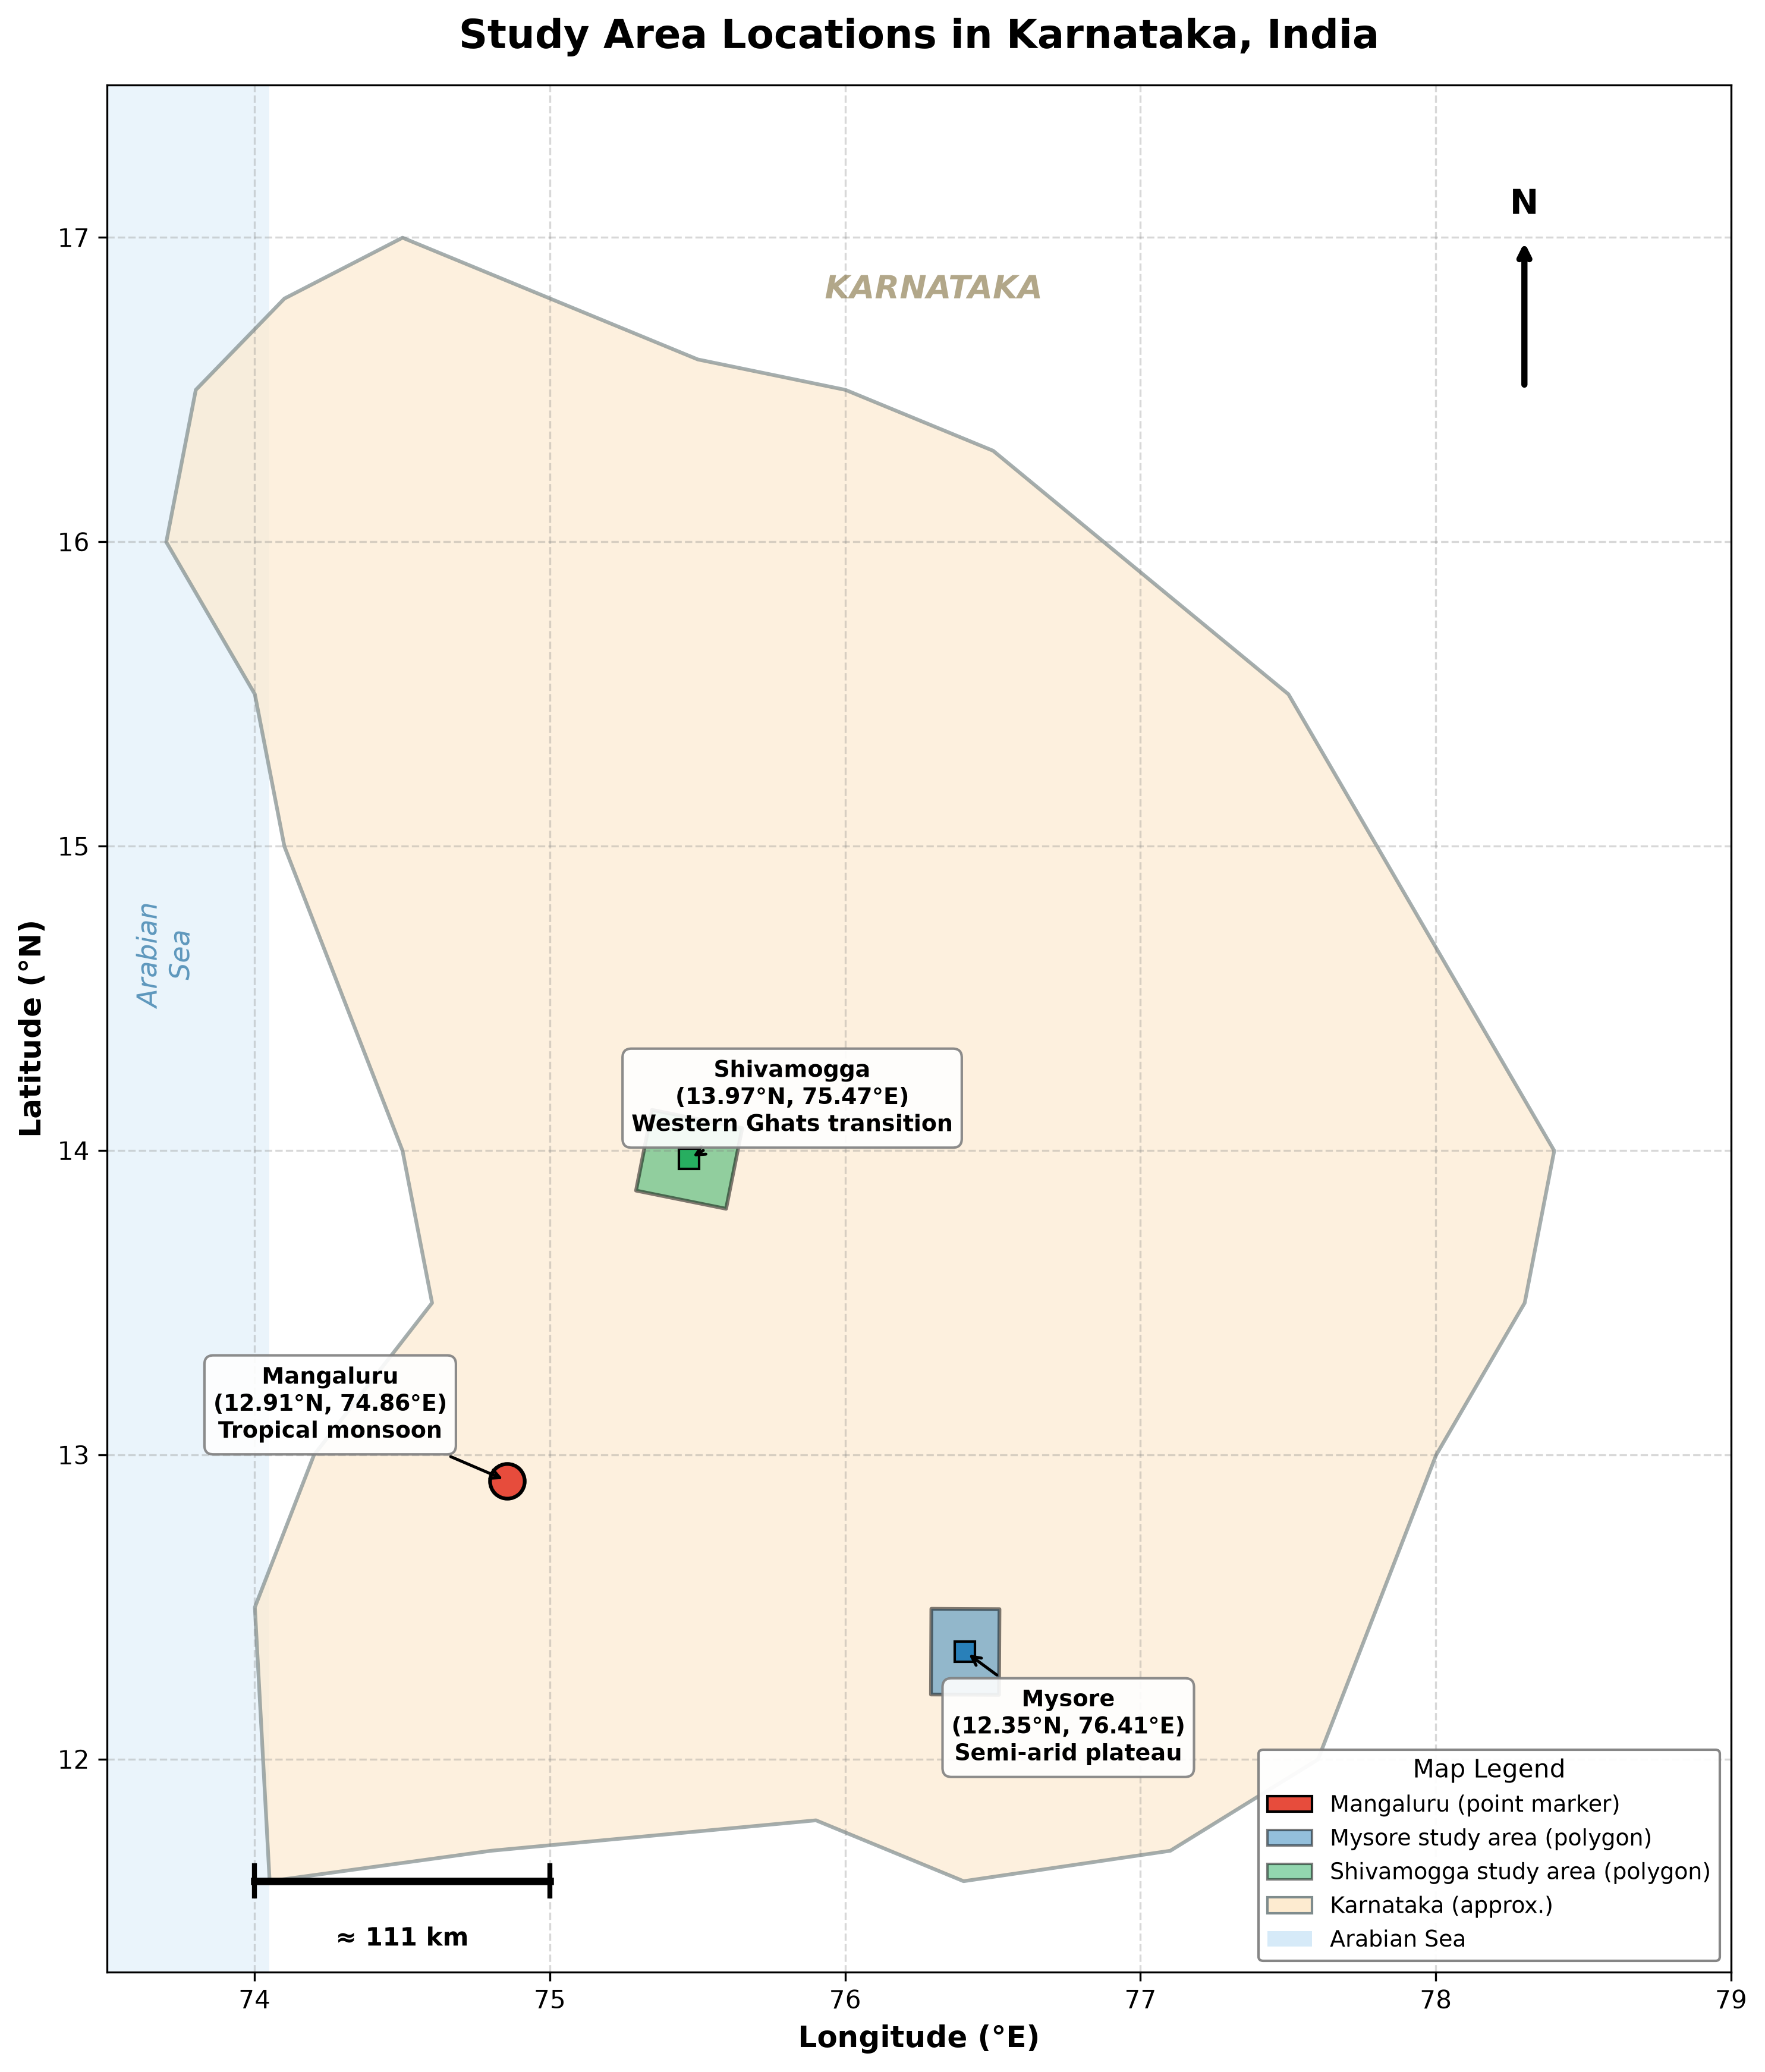 Study Area Locations in Karnataka, India
N
17
KARNATAKA
16
15
Arabian
Sea
Latitude (°N)
Shivamogga
(13.97°N, 75.47°E)
Western Ghats transition
14
Mangaluru
(12.91°N, 74.86°E)
Tropical monsoon
13
Mysore
(12.35°N, 76.41°E)
Semi-arid plateau
12
Map Legend
Mangaluru (point marker)
Mysore study area (polygon)
Shivamogga study area (polygon)
Karnataka (approx.)
Arabian Sea
≈ 111 km
74
75
76
77
78
79
Longitude (°E)